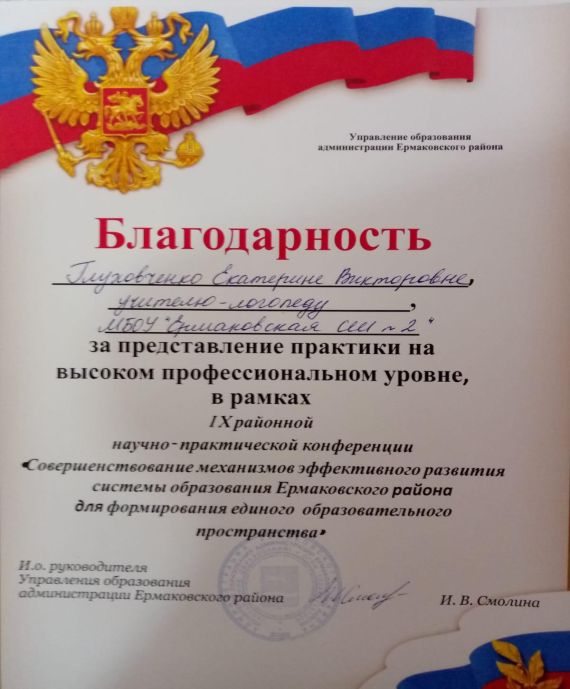 Управление образования
администрации Ермаковского района
Благодарность
Глуховченко Екатерине Викторовне,
учителю-логопеду,
МБОУ "Ермаковская СШ №2"
за представление практики на
высоком профессиональном уровне,
в рамках
IX районной
научно-практической конференции
«Совершенствование механизмов эффективного развития
системы образования Ермаковского района
для формирования единого образовательного
пространства»
И.о. руководителя
Управления образования
администрации Ермаковского района
И. В. Смолина